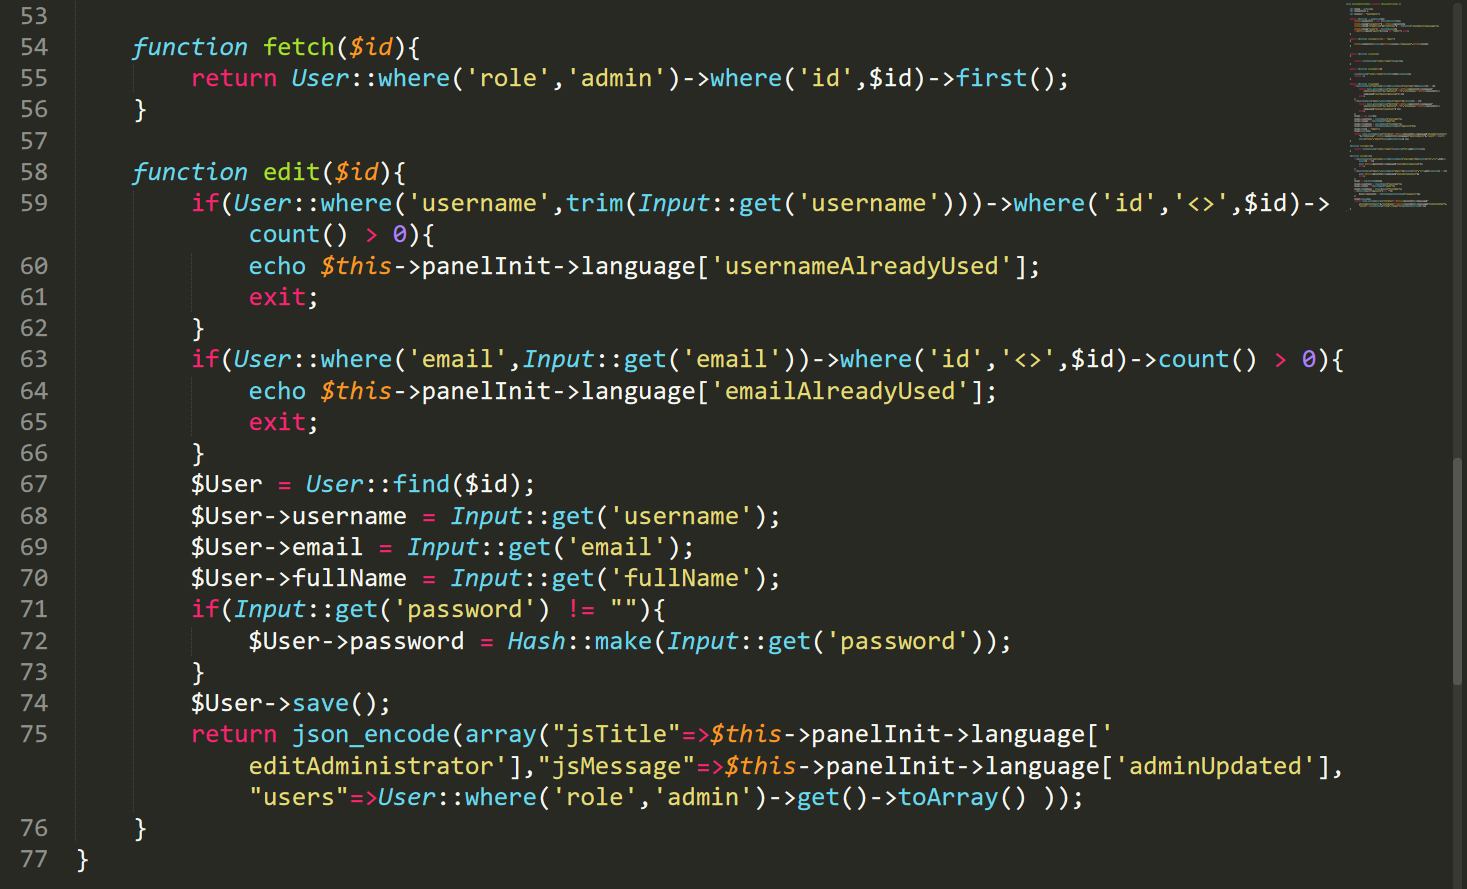 53
54 function fetch($id){
55 return User::where('role','admin')->where('id',$id)->first();
56 }
57
58 function edit($id){
59 if(User::where('username',trim(Input::get('username')))->where('id','<>',$id)->
count() > 0){
60 echo $this->panelInit->language['usernameAlreadyUsed'];
61 exit;
62 }
63 if(User::where('email',Input::get('email'))->where('id','<>',$id)->count() > 0){
64 echo $this->panelInit->language['emailAlreadyUsed'];
65 exit;
66 }
67 $User = User::find($id);
68 $User->username = Input::get('username');
69 $User->email = Input::get('email');
70 $User->fullName = Input::get('fullName');
71 if(Input::get('password') != ""){
72 $User->password = Hash::make(Input::get('password'));
73 }
74 $User->save();
75 return json_encode(array("jsTitle"=>$this->panelInit->language['
editAdministrator'],"jsMessage"=>$this->panelInit->language['adminUpdated'],
"users"=>User::where('role','admin')->get()->toArray() ));
76 }
77 }